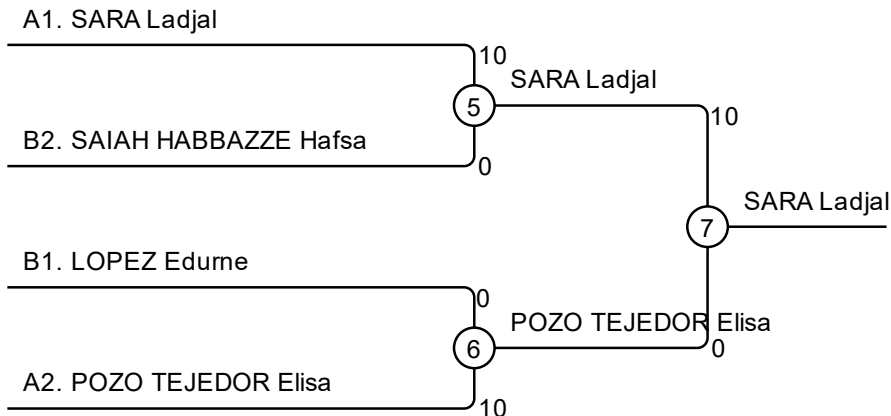 A1. SARA Ladjal
10
SARA Ladjal
5
10
B2. SAIAH HABBAZZE Hafsa
0
SARA Ladjal
7
B1. LOPEZ Edurne
0
POZO TEJEDOR Elisa
6
0
A2. POZO TEJEDOR Elisa
10